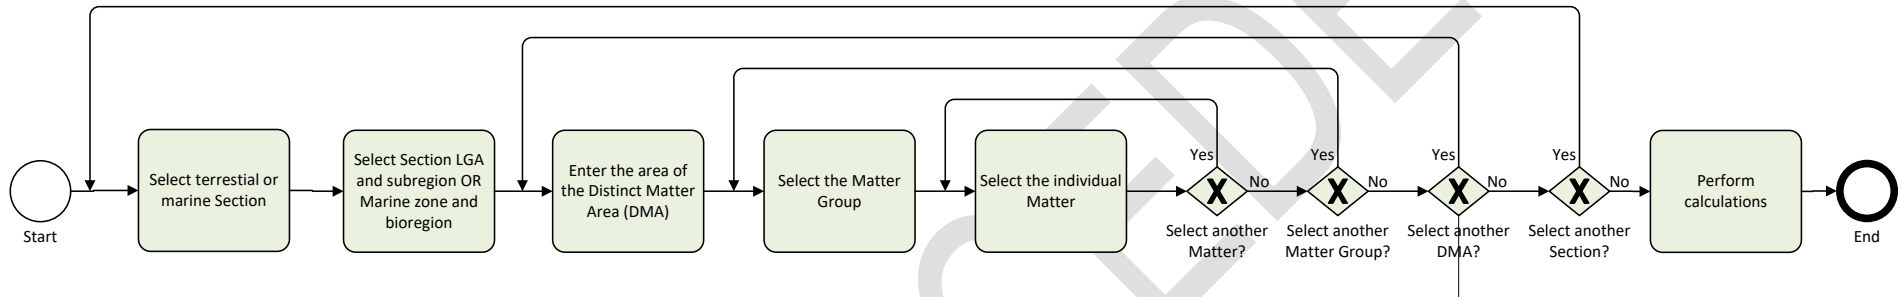 Start
Select terrestial or
marine Section
Select Section LGA
and subregion OR
Marine zone and
bioregion
Enter the area of
the Distinct Matter
Area (DMA)
Select the Matter
Group
Select the individual
Matter
Yes
X
No
Select another
Matter?
Yes
X
No
Select another
Matter Group?
Yes
X
No
Select another
DMA?
Yes
X
No
Select another
Section?
Perform
calculations
End